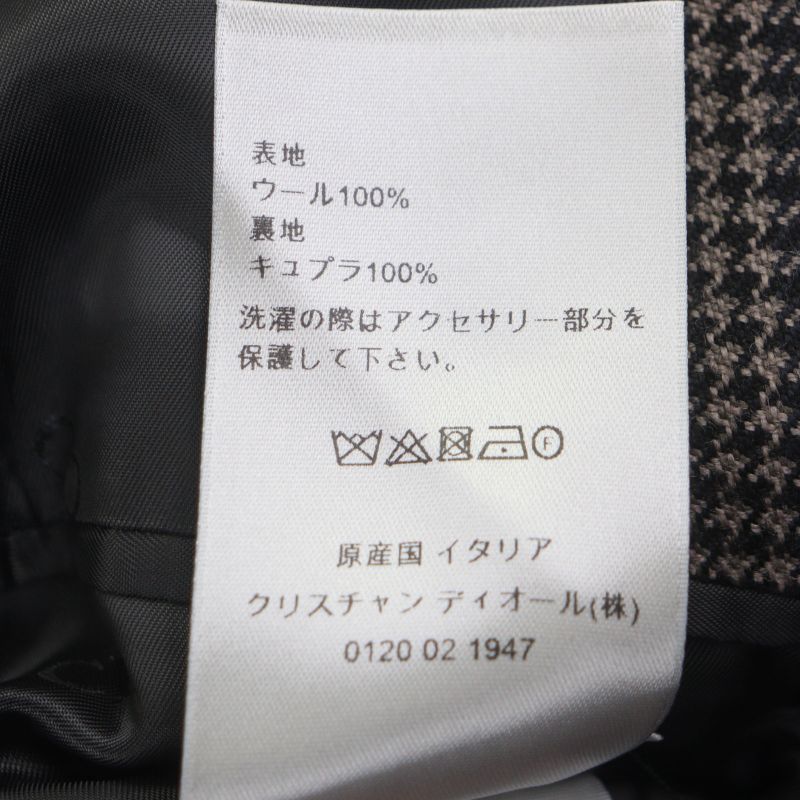 表地
ウール100%
裏地
キュプラ100%
洗濯の際はアクセサリー部分を
保護して下さい。
F
原産国 イタリア
クリスチャン ディオール(株)
0120 02 1947